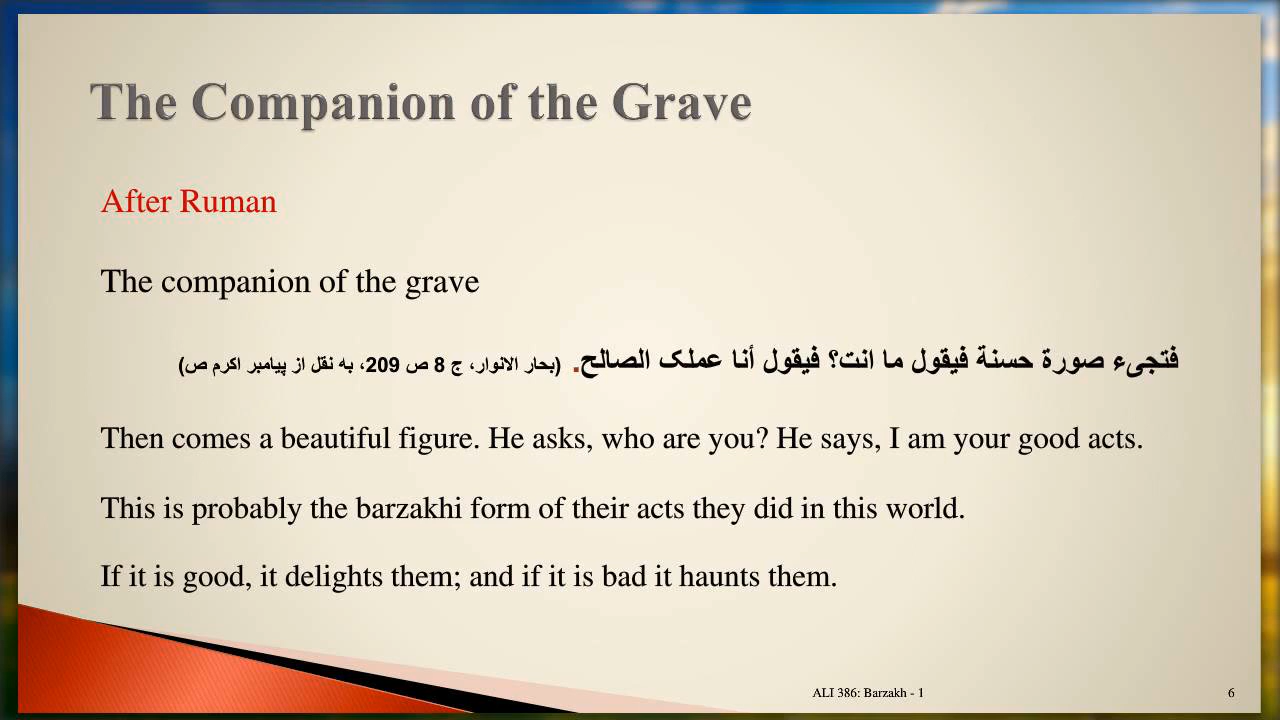 The Companion of the Grave
After Ruman
The companion of the grave
فتجیء صورة حسنة فیقول ما انت؟ فیقول أنا عملک الصالح. (بحار الانوار، ج 8 ص 209، به نقل از پیامبر اکرم ص)
Then comes a beautiful figure. He asks, who are you? He says, I am your good acts.
This is probably the barzakhi form of their acts they did in this world.
If it is good, it delights them; and if it is bad it haunts them.
ALI 386: Barzakh - 1
6